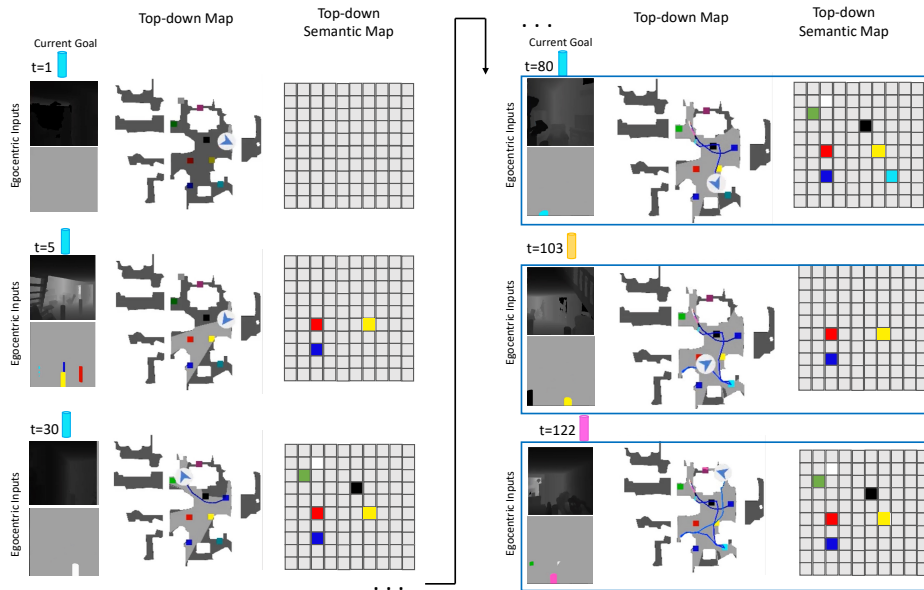 Top-down Map
Top-down
Semantic Map
Current Goal
t=1
Egocentric Inputs
t=5
Egocentric Inputs
t=30
Egocentric Inputs
. . .
. . .
Top-down Map
Top-down
Semantic Map
Current Goal
t=80
Egocentric Inputs
t=103
Egocentric Inputs
t=122
Egocentric Inputs